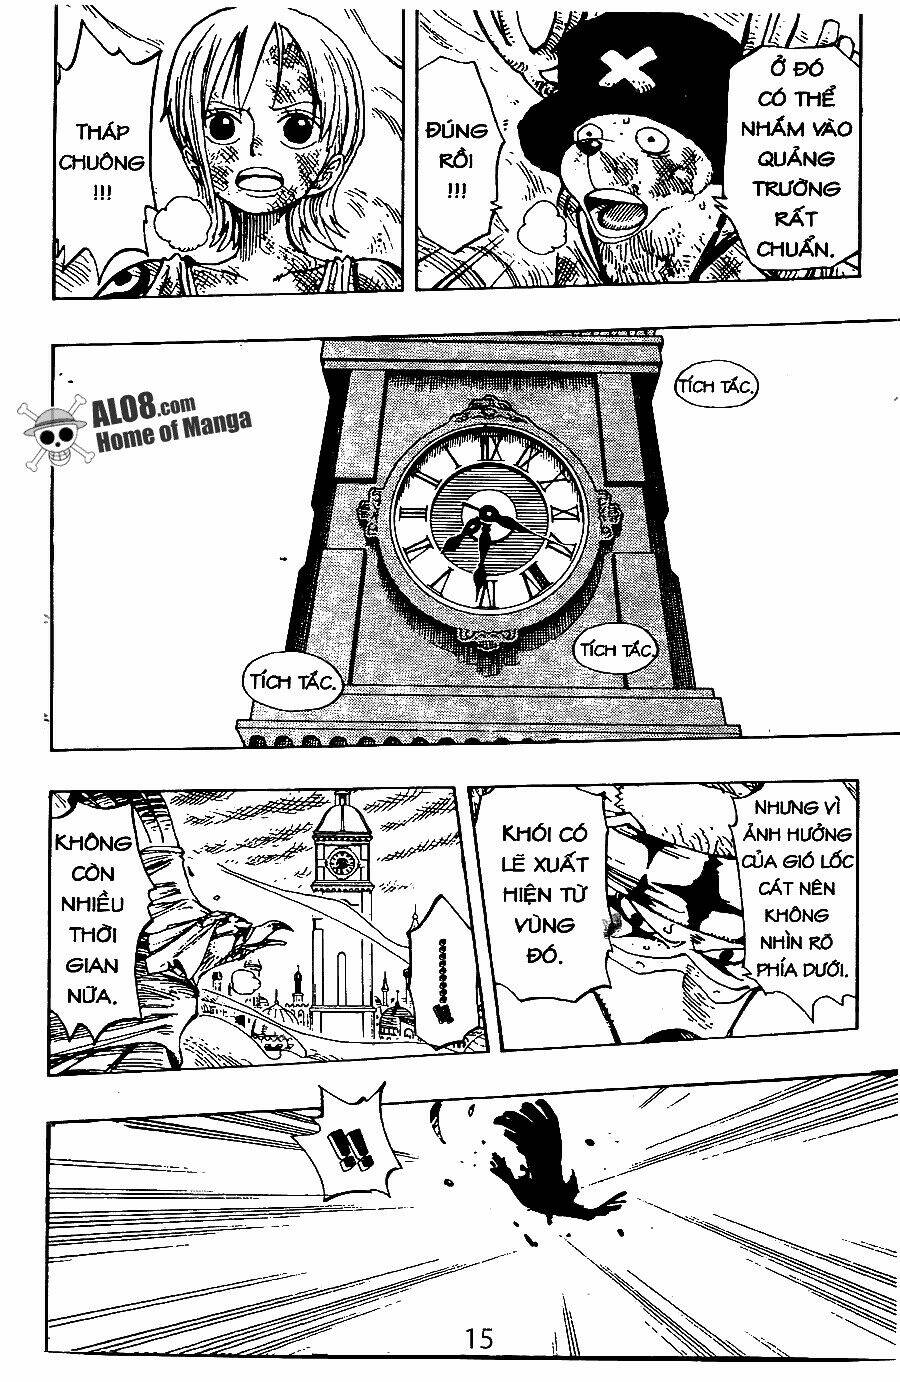 Ở ĐÓ
CÓ THỂ
NHẮM VÀO
QUẢNG
TRƯỜNG
RẤT
CHUẨN.
ĐÚNG
RỒI
!!!
THÁP
CHUÔNG
!!!
TÍCH TẮC.
AL08.com
Home of Manga
TÍCH TẮC.
TÍCH TẮC.
NHƯNG VÌ
ẢNH HƯỞNG
CỦA GIÓ LỐC
CÁT NÊN
KHÔNG
NHÌN RÕ
PHÍA DƯỚI.
KHÓI CÓ
LẼ XUẤT
HIỆN TỪ
VÙNG
ĐÓ.
.........!!
KHÔNG
CÒN
NHIỀU
THỜI
GIAN
NỮA.
!!
15